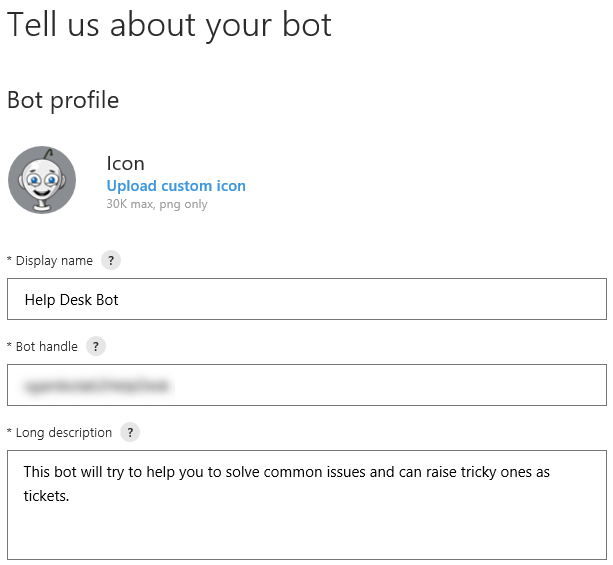 Tell us about your bot
Bot profile
Icon
Upload custom icon
30K max, png only
* Display name ?
Help Desk Bot
* Bot handle ?
* Long description ?
This bot will try to help you to solve common issues and can raise tricky ones as
tickets.